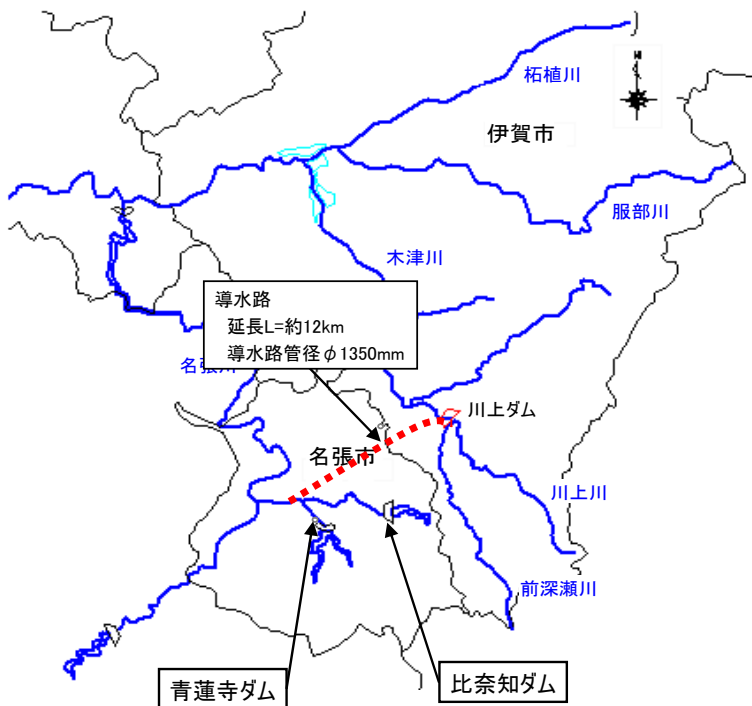 柘植川
N
伊賀市
服部川
木津川
導水路
延長L=約12km
導水路管径φ1350mm
名張川
川上ダム
名張市
川上川
前深瀬川
青蓮寺ダム
比奈知ダム